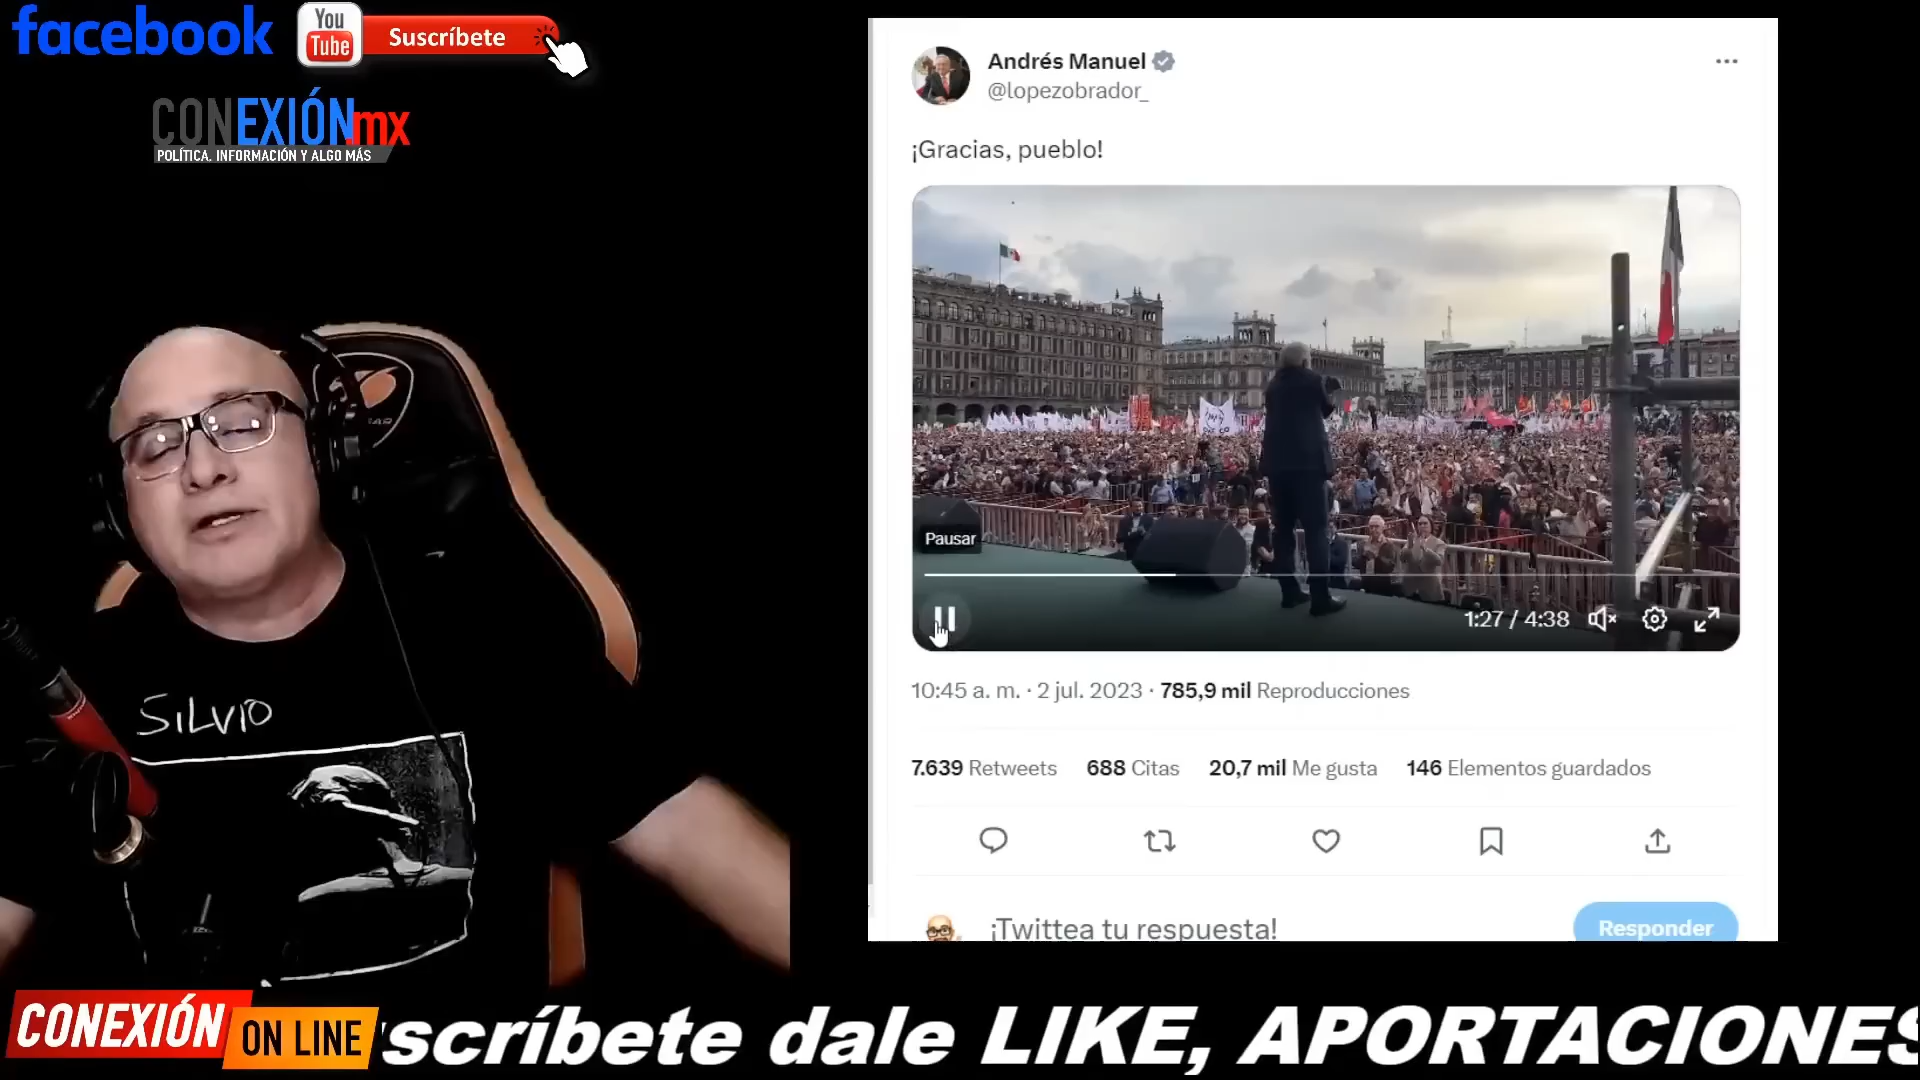 facebook
You
Tube
Suscríbete
CONEXIÓN.mx
POLÍTICA, INFORMACIÓN Y ALGO MÁS
Andrés Manuel
@lopezobrador_
¡Gracias, pueblo!
Pausar
1:27 / 4:38
10:45 a. m. · 2 jul. 2023 · 785,9 mil Reproducciones
7.639 Retweets 688 Citas 20,7 mil Me gusta 146 Elementos guardados
¡Twittea tu respuesta!
Responder
SILVIO
CONEXIÓN
ON LINE
scríbete dale LIKE, APORTACIONES